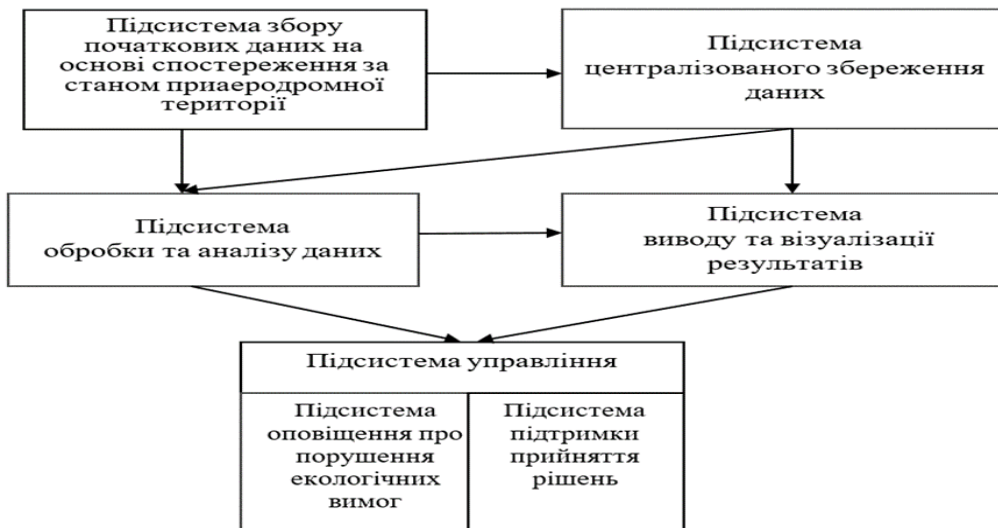 Підсистема збору
початкових даних на
основі спостереження за
станом приаеродромної
території
Підсистема
централізованого збереження
даних
Підсистема
обробки та аналізу даних
Підсистема
виводу та візуалізації
результатів
Підсистема управління
Підсистема
оповіщення про
порушення
екологічних
вимог
Підсистема
підтримки
прийняття
рішень